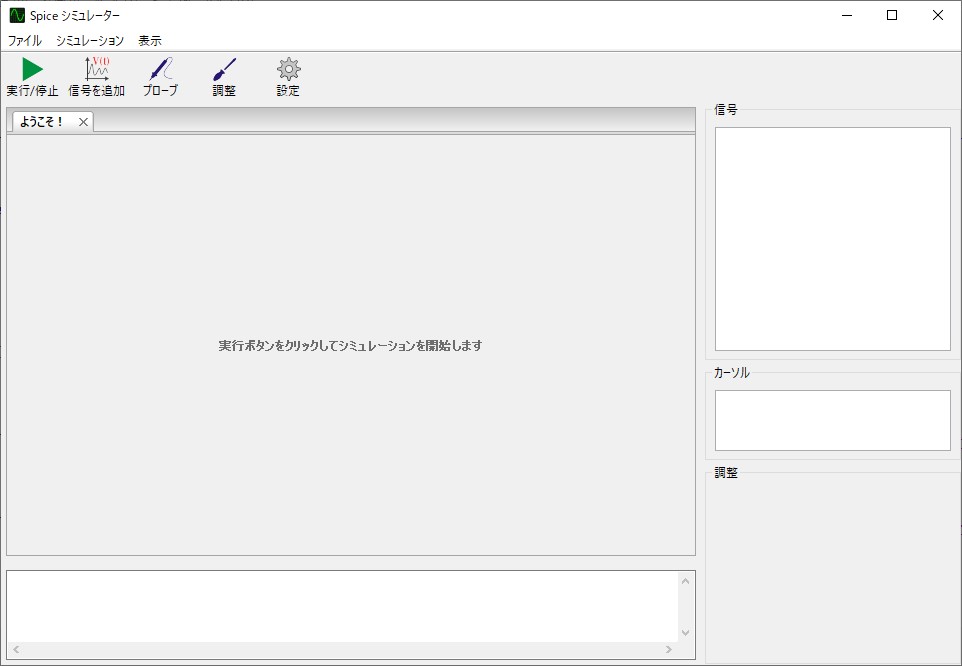 Spice シミュレーター
ファイル シミュレーション 表示
V(t)
実行/停止 信号を追加 プローブ 調整 設定
ようこそ！
実行ボタンをクリックしてシミュレーションを開始します
信号
カーソル
調整